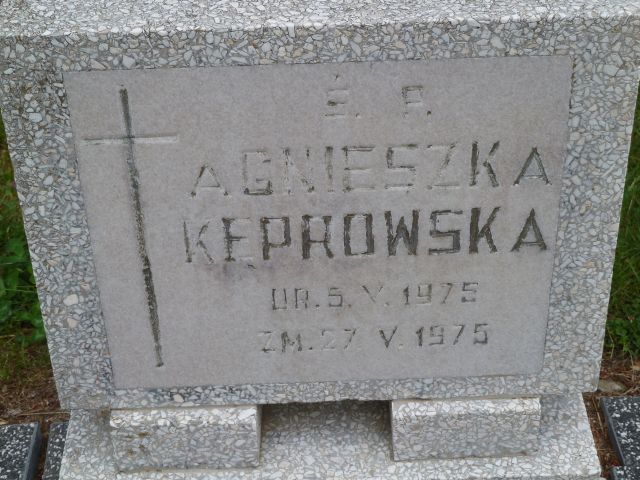 Ś. P.
AGNIESZKA
KĘPROWSKA
UR. 5. V. 1975
ZM. 27. V. 1975